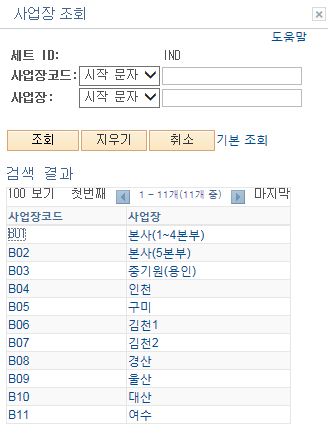 사업장 조회
도움말
세트 ID: IND
사업장코드: 시작 문자
사업장: 시작 문자
조회 지우기 취소 기본 조회
검색 결과
100 보기 첫번째 1 - 11개(11개 중) 마지막
사업장코드 사업장
B01 본사(1~4본부)
B02 본사(5본부)
B03 중기원(용인)
B04 인천
B05 구미
B06 김천1
B07 김천2
B08 경산
B09 울산
B10 대산
B11 여수